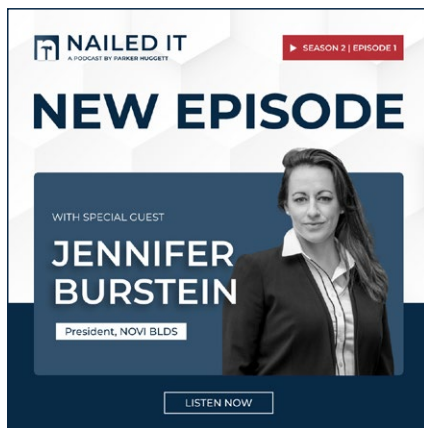 NAILED IT
A PODCAST BY PARKER HUGGETT
SEASON 2 | EPISODE 1
NEW EPISODE
WITH SPECIAL GUEST
JENNIFER
BURSTEIN
President, NOVI BLDS
LISTEN NOW